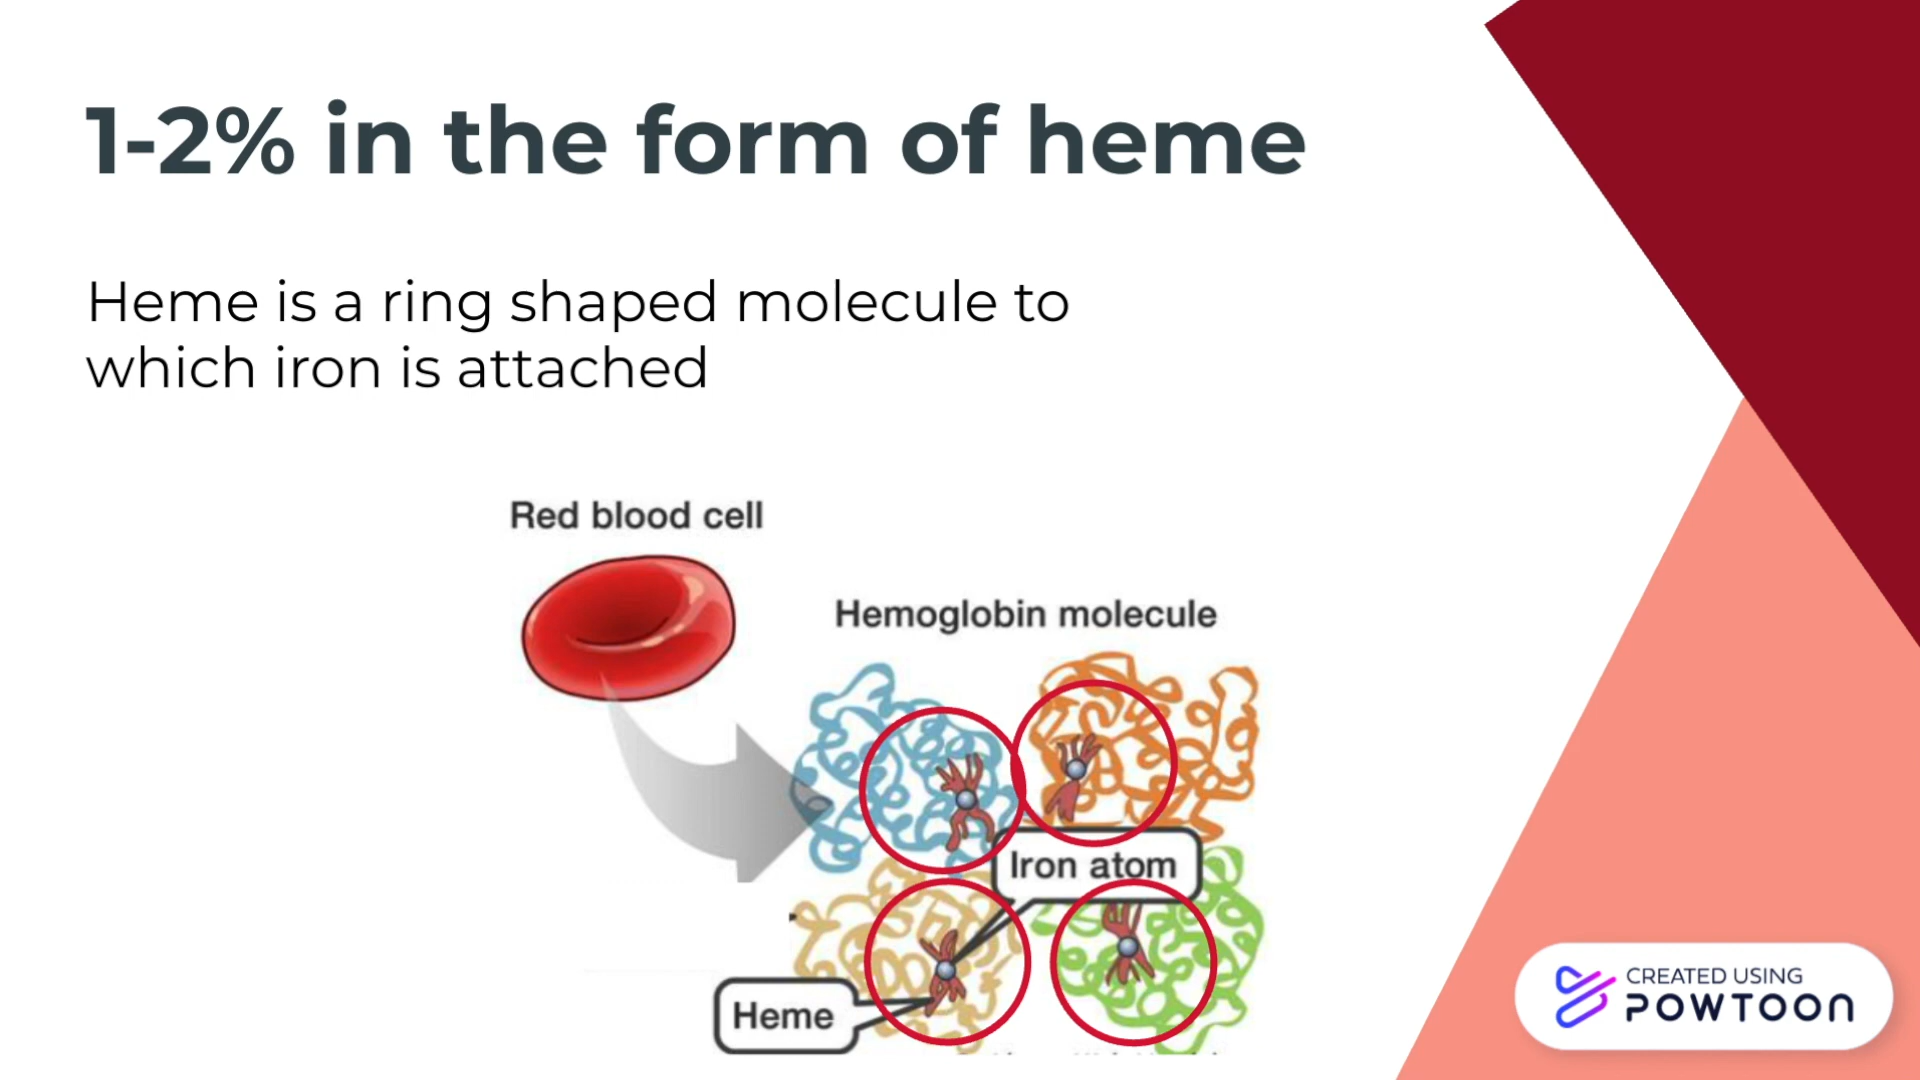 1-2% in the form of heme
Heme is a ring shaped molecule to
which iron is attached
Red blood cell
Hemoglobin molecule
Iron atom
Heme
CREATED USING
POWTOON